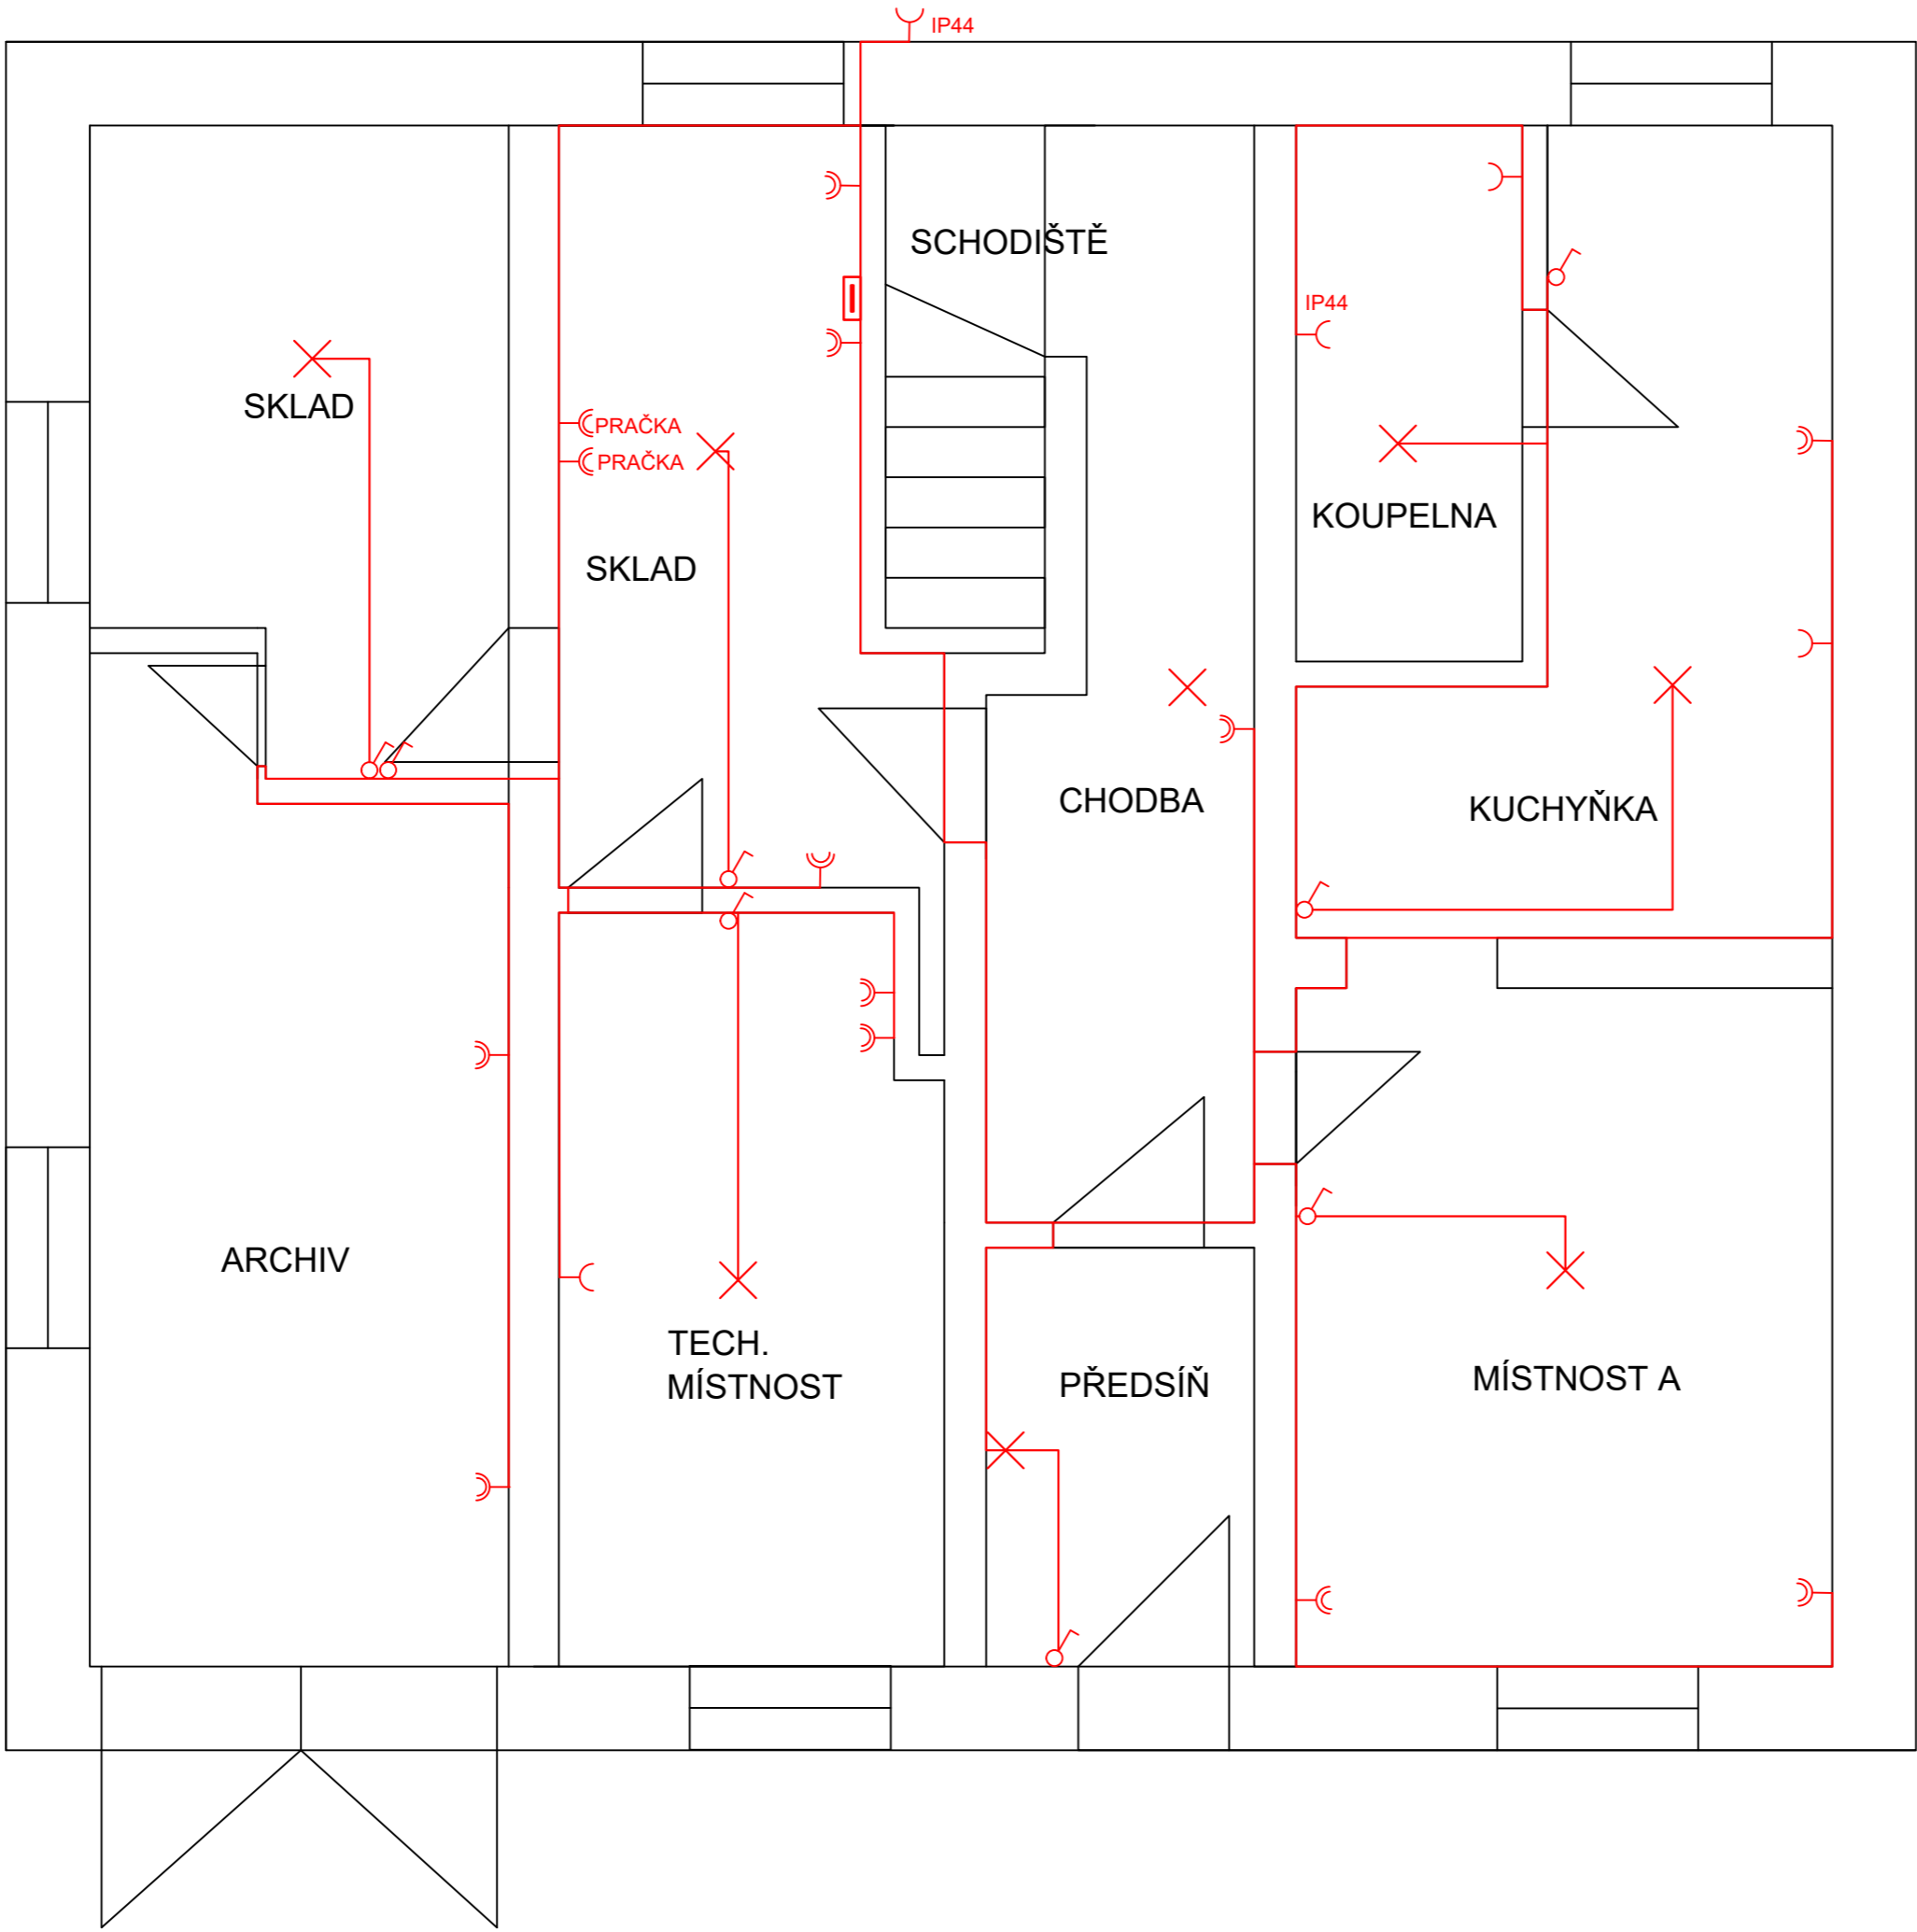 IP44
SCHODIŠTĚ
IP44
SKLAD
PRAČKA
PRAČKA
KOUPELNA
SKLAD
CHODBA
KUCHYŇKA
ARCHIV
TECH.
MÍSTNOST
PŘEDSÍŇ
MÍSTNOST A